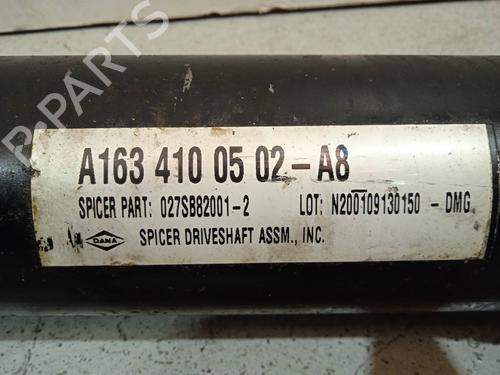 B-PARTS
A163 410 05 02-A8
SPICER PART: 027SB82001-2 LOT: N200109130150 - DMG
DANA SPICER DRIVESHAFT ASSM., INC.